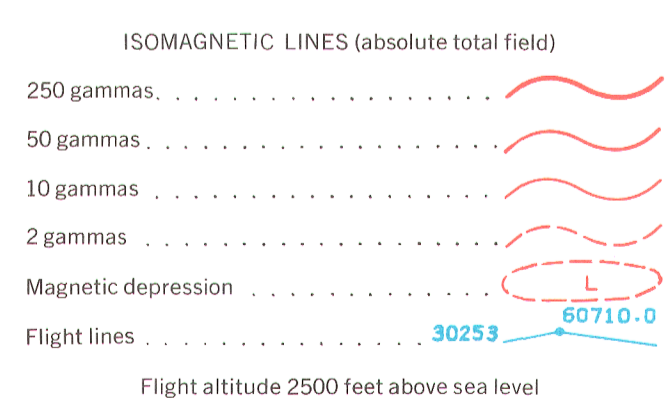 ISOMAGNETIC LINES (absolute total field)
250 gammas. . . . . . . . . . . . . . . . . .
50 gammas . . . . . . . . . . . . . . . . . . .
10 gammas . . . . . . . . . . . . . . . . . .
2 gammas . . . . . . . . . . . . . . . . . . .
Magnetic depression . . . . . . . . . . . . . L
60710.0
Flight lines . . . . . . . . . . . . . . . 30253
Flight altitude 2500 feet above sea level